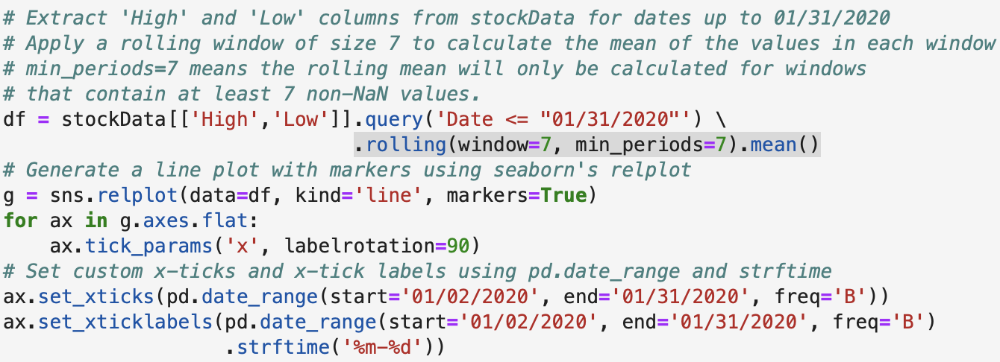 # Extract 'High' and 'Low' columns from stockData for dates up to 01/31/2020
# Apply a rolling window of size 7 to calculate the mean of the values in each window
# min_periods=7 means the rolling mean will only be calculated for windows
# that contain at least 7 non-NaN values.
df = stockData[['High','Low']].query('Date <= "01/31/2020"') \
                              .rolling(window=7, min_periods=7).mean()
# Generate a line plot with markers using seaborn's relplot
g = sns.relplot(data=df, kind='line', markers=True)
for ax in g.axes.flat:
    ax.tick_params('x', labelrotation=90)
# Set custom x-ticks and x-tick labels using pd.date_range and strftime
ax.set_xticks(pd.date_range(start='01/02/2020', end='01/31/2020', freq='B'))
ax.set_xticklabels(pd.date_range(start='01/02/2020', end='01/31/2020', freq='B')
                   .strftime('%m-%d'))